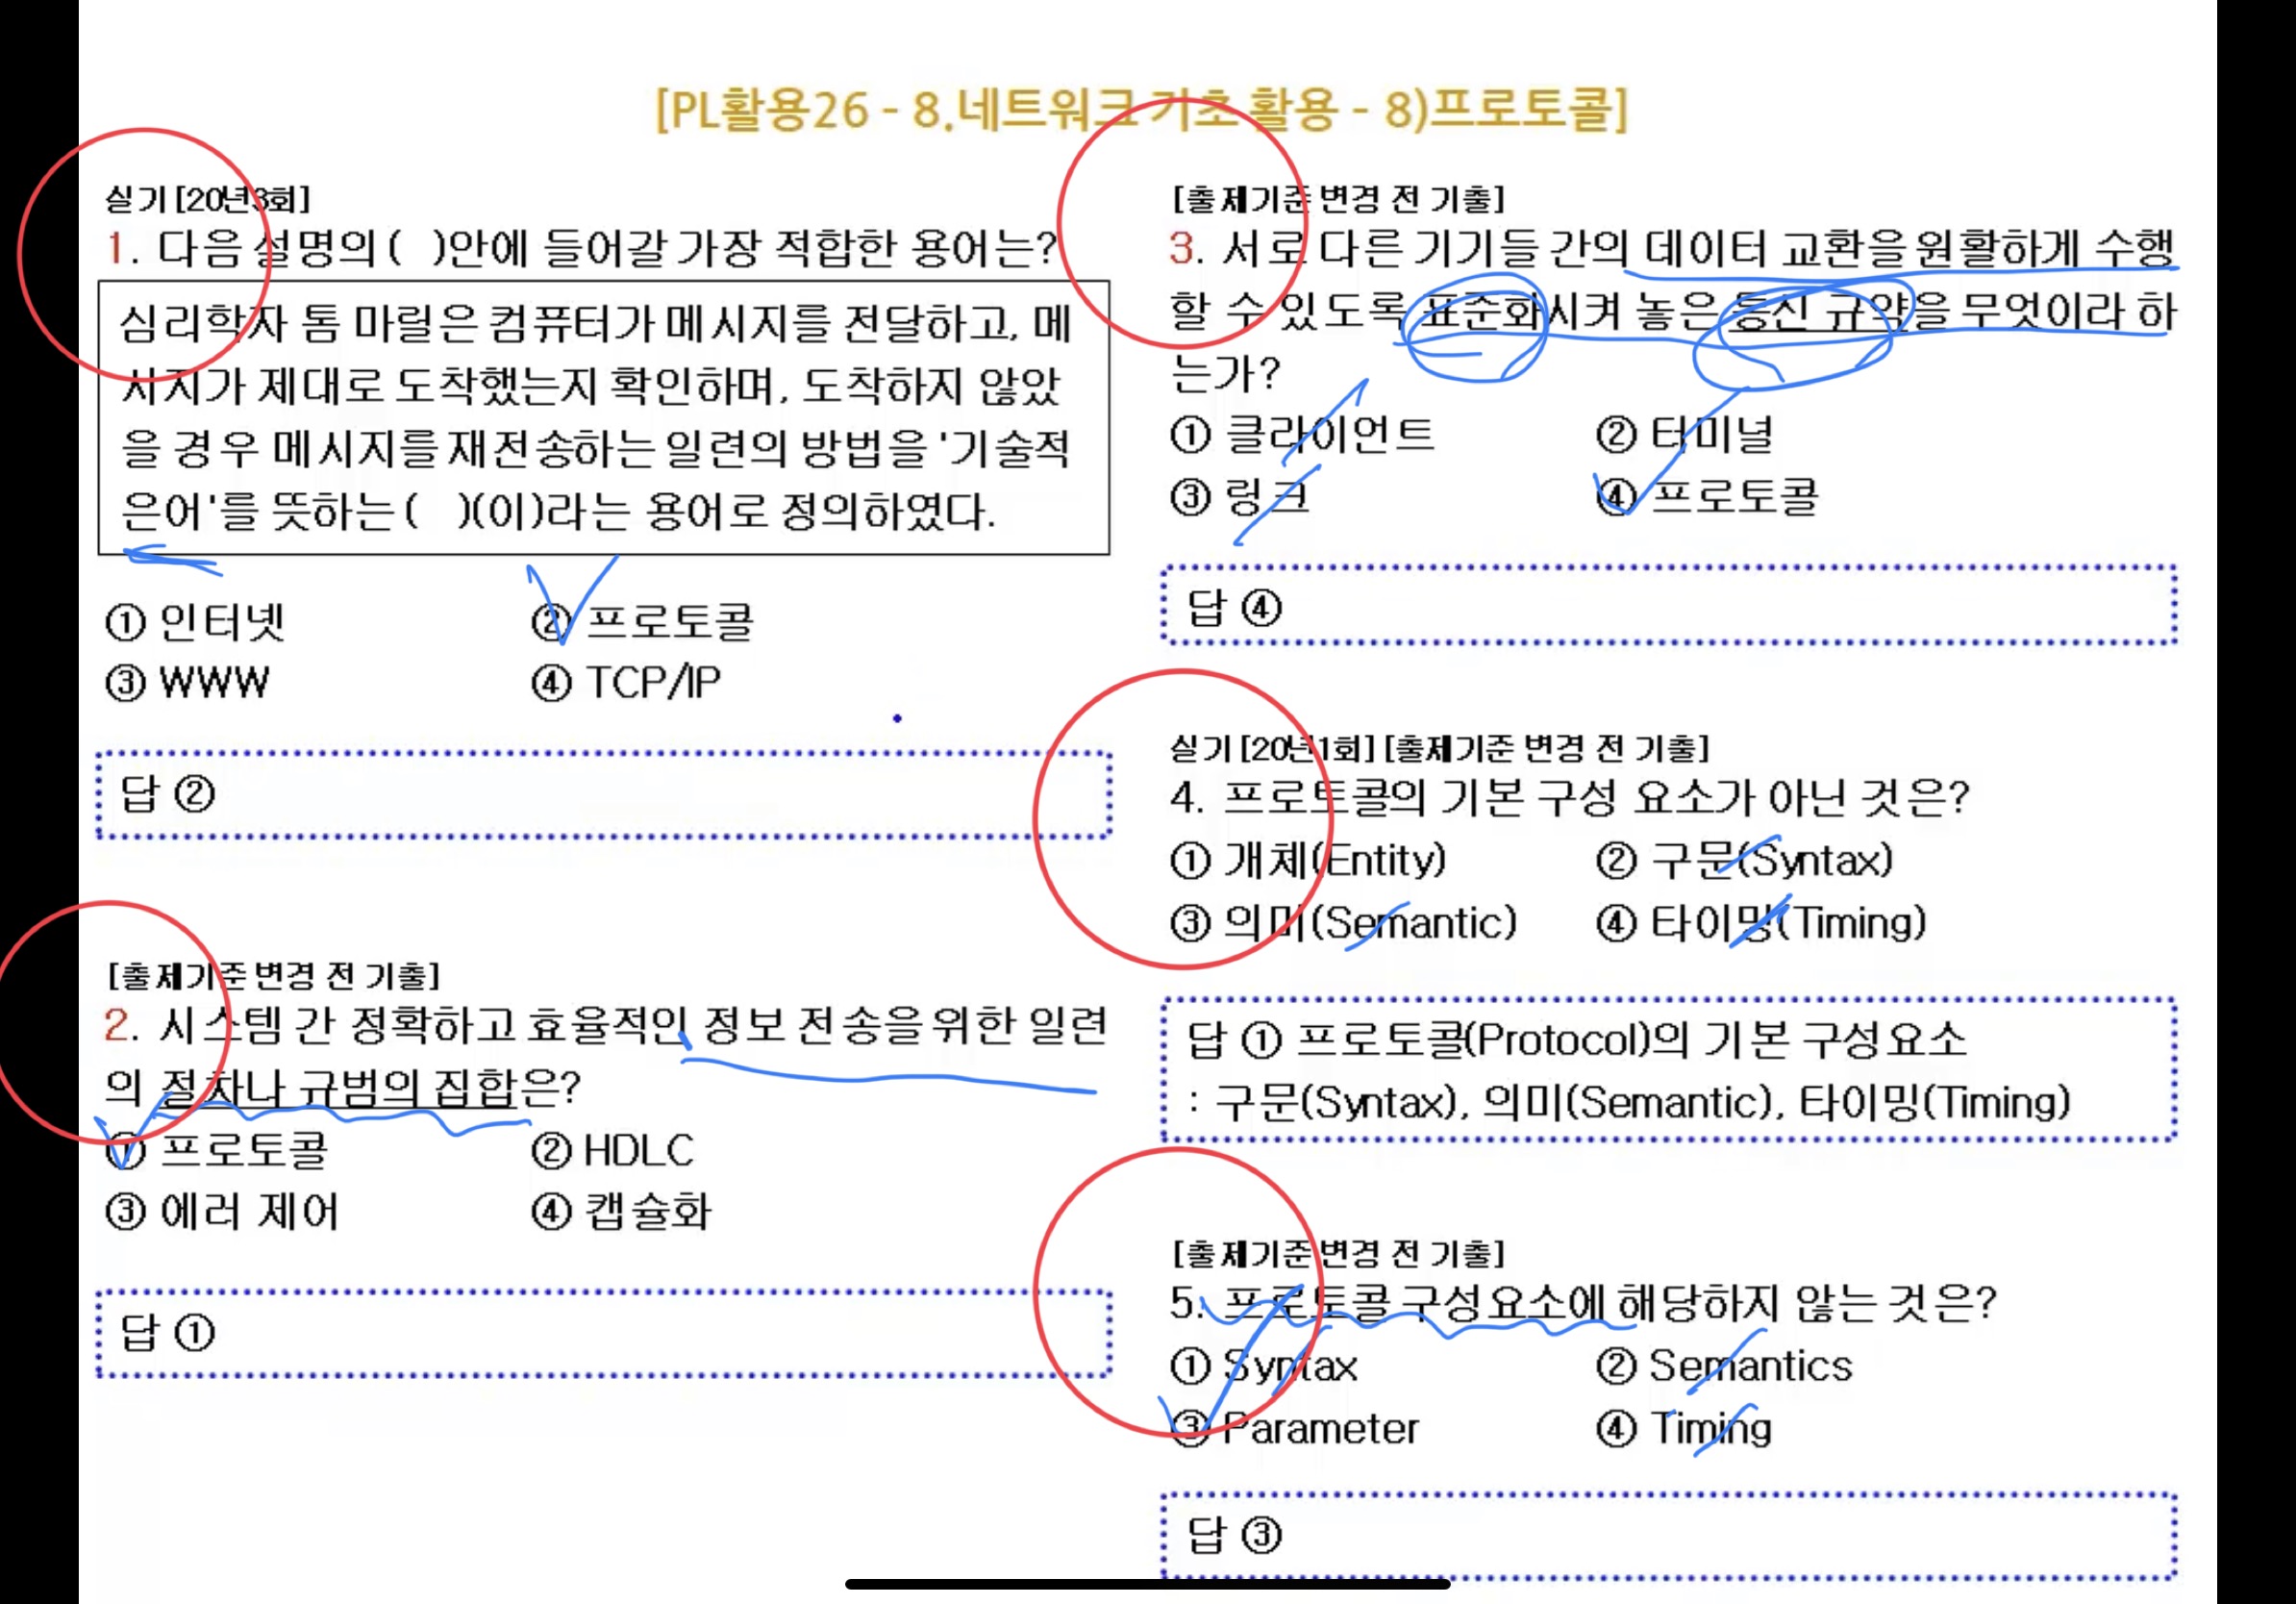 [PL활용26 - 8.네트워크 기초 활용 - 8)프로토콜]
실기[20년3회]
1. 다음 설명의 ( )안에 들어갈 가장 적합한 용어는?
심리학자 톰 마릴은 컴퓨터가 메시지를 전달하고, 메
시지가 제대로 도착했는지 확인하며, 도착하지 않았
을 경우 메시지를 재전송하는 일련의 방법을 '기술적
은어'를 뜻하는 ( )(이)라는 용어로 정의하였다.
① 인터넷 ② 프로토콜
③ WWW ④ TCP/IP
답 ②
[출제기준 변경 전 기출]
2. 시스템 간 정확하고 효율적인 정보 전송을 위한 일련
의 절차나 규범의 집합은?
① 프로토콜 ② HDLC
③ 에러 제어 ④ 캡슐화
답 ①
[출제기준 변경 전 기출]
3. 서로 다른 기기들 간의 데이터 교환을 원활하게 수행
할 수 있도록 표준화시켜 놓은 통신 규약을 무엇이라 하
는가?
① 클라이언트 ② 터미널
③ 링크 ④ 프로토콜
답 ④
실기[20년1회][출제기준 변경 전 기출]
4. 프로토콜의 기본 구성 요소가 아닌 것은?
① 개체(Entity) ② 구문(Syntax)
③ 의미(Semantic) ④ 타이밍(Timing)
답 ① 프로토콜(Protocol)의 기본 구성요소
: 구문(Syntax), 의미(Semantic), 타이밍(Timing)
[출제기준 변경 전 기출]
5. 프로토콜 구성요소에 해당하지 않는 것은?
① Syntax ② Semantics
③ Parameter ④ Timing
답 ③